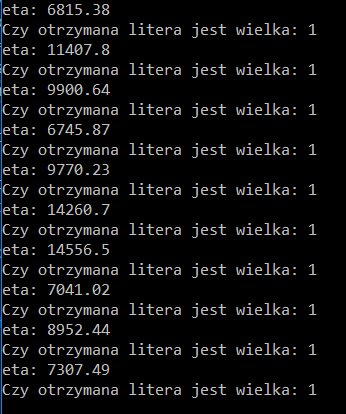 eta: 6815.38
Czy otrzymana litera jest wielka: 1
eta: 11407.8
Czy otrzymana litera jest wielka: 1
eta: 9900.64
Czy otrzymana litera jest wielka: 1
eta: 6745.87
Czy otrzymana litera jest wielka: 1
eta: 9770.23
Czy otrzymana litera jest wielka: 1
eta: 14260.7
Czy otrzymana litera jest wielka: 1
eta: 14556.5
Czy otrzymana litera jest wielka: 1
eta: 7041.02
Czy otrzymana litera jest wielka: 1
eta: 8952.44
Czy otrzymana litera jest wielka: 1
eta: 7307.49
Czy otrzymana litera jest wielka: 1